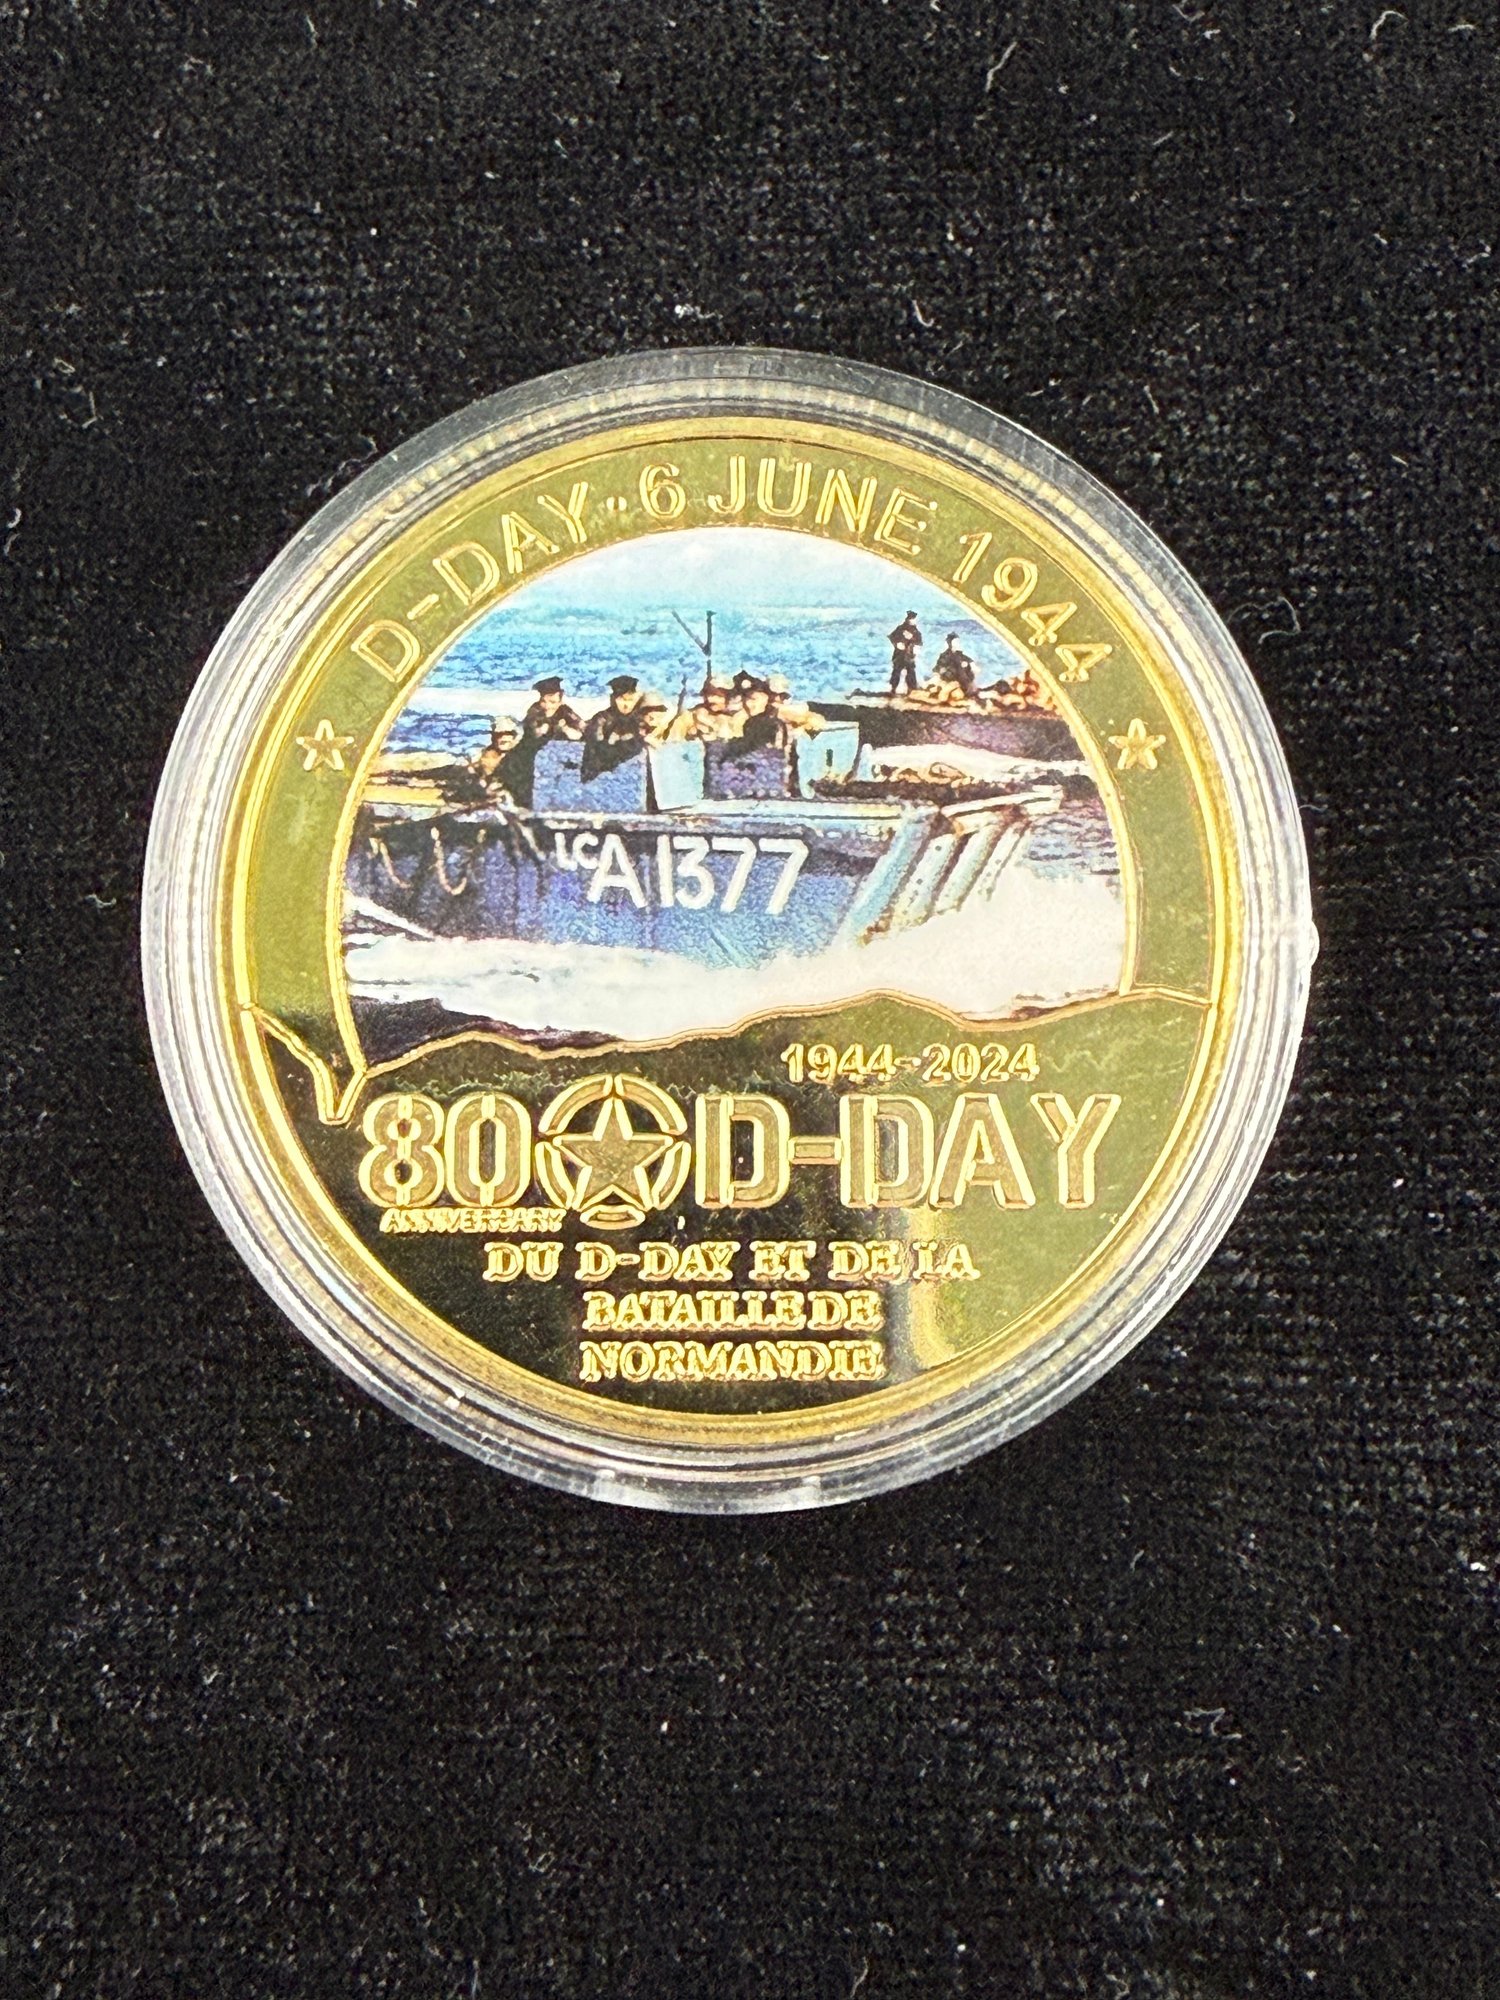 D-DAY·6 JUNE 1944
LCA 1377
1944-2024
80 D-DAY
ANNIVERSARY
DU D-DAY ET DE LA
BATAILLE DE
NORMANDIE